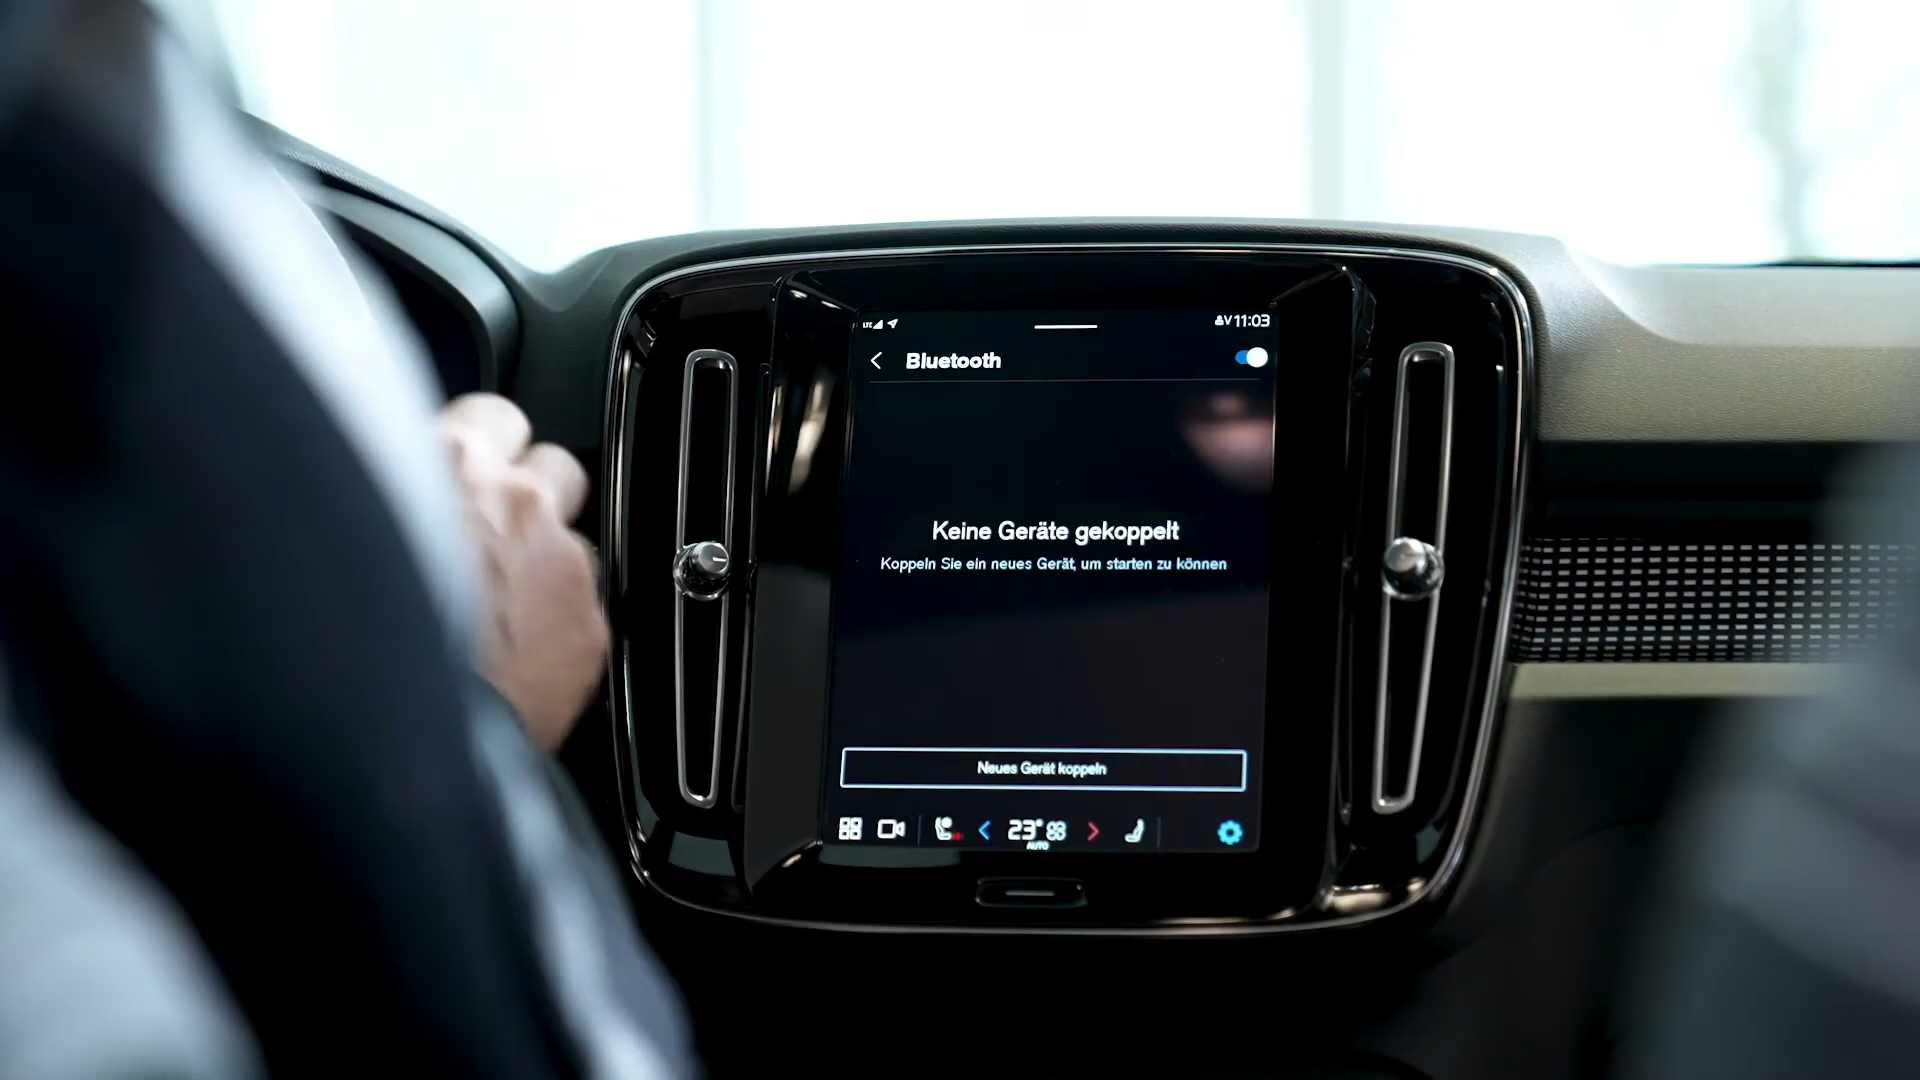 11:03
Bluetooth
Keine Geräte gekoppelt
Koppeln Sie ein neues Gerät, um starten zu können
Neues Gerät koppeln
23°
AUTO